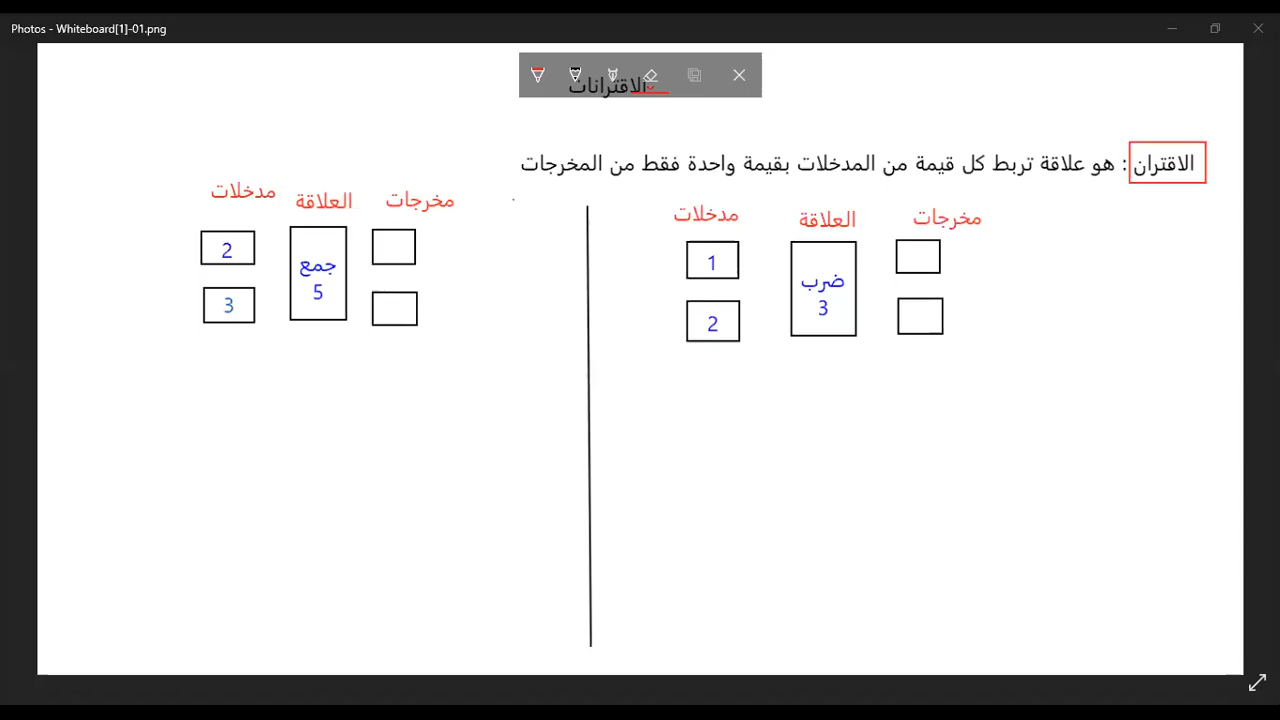 Photos - Whiteboard[1]-01.png
الاقترانات
الاقتران : هو علاقة تربط كل قيمة من المدخلات بقيمة واحدة فقط من المخرجات
مدخلات العلاقة مخرجات
1
ضرب
3
2
مدخلات العلاقة مخرجات
2
جمع
5
3